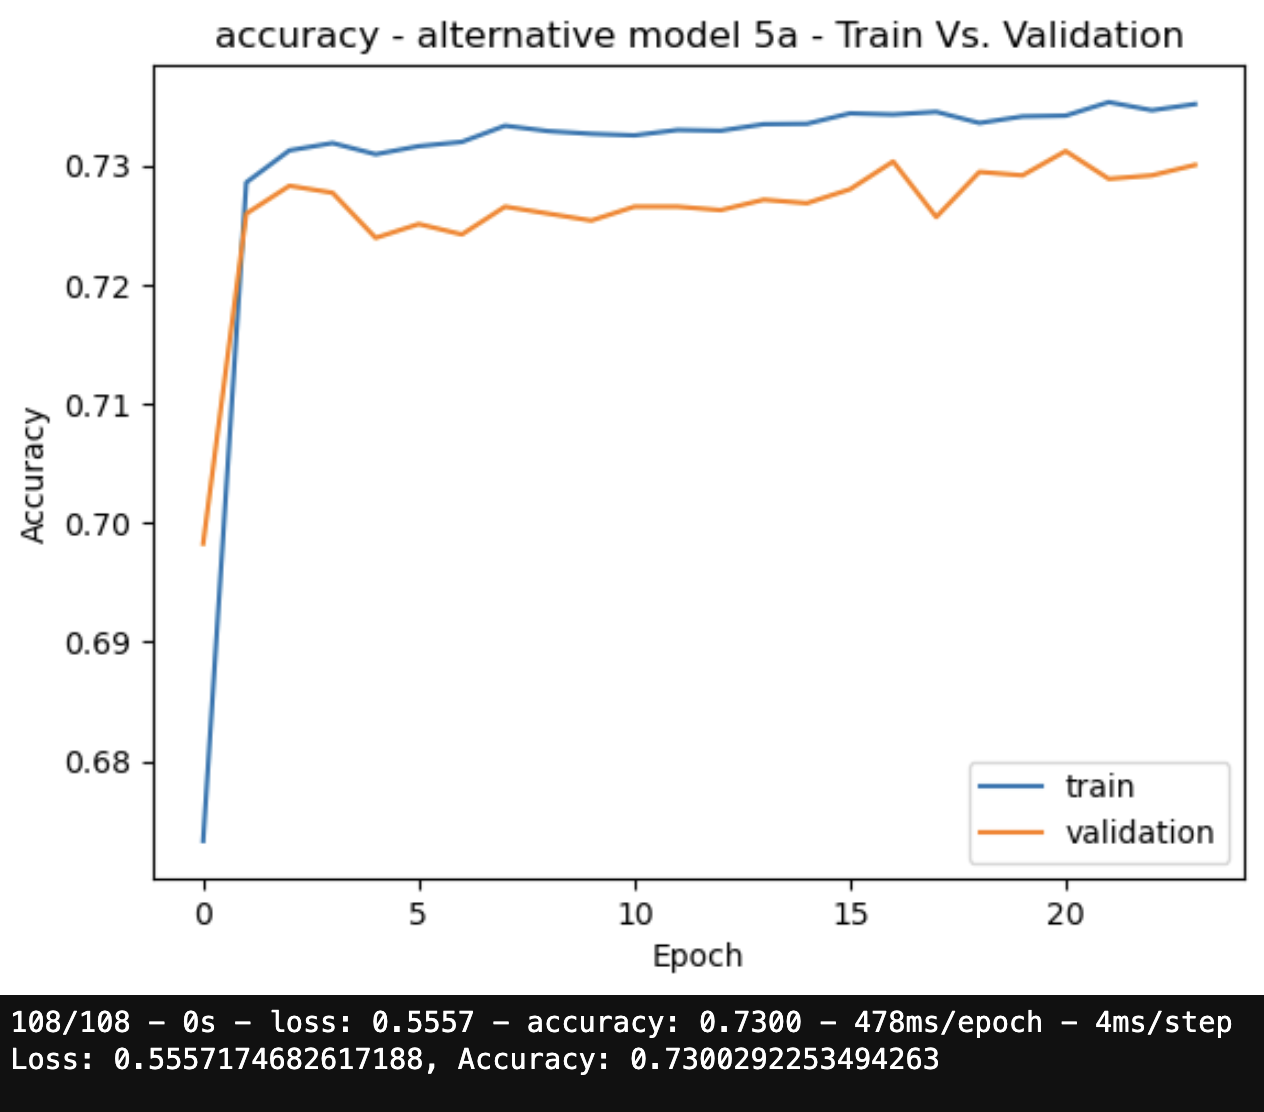 accuracy - alternative model 5a - Train Vs. Validation
Accuracy
0.73
0.72
0.71
0.70
0.69
0.68
train
validation
0 5 10 15 20
Epoch
108/108 – 0s – loss: 0.5557 – accuracy: 0.7300 – 478ms/epoch – 4ms/step
Loss: 0.5557174682617188, Accuracy: 0.7300292253494263